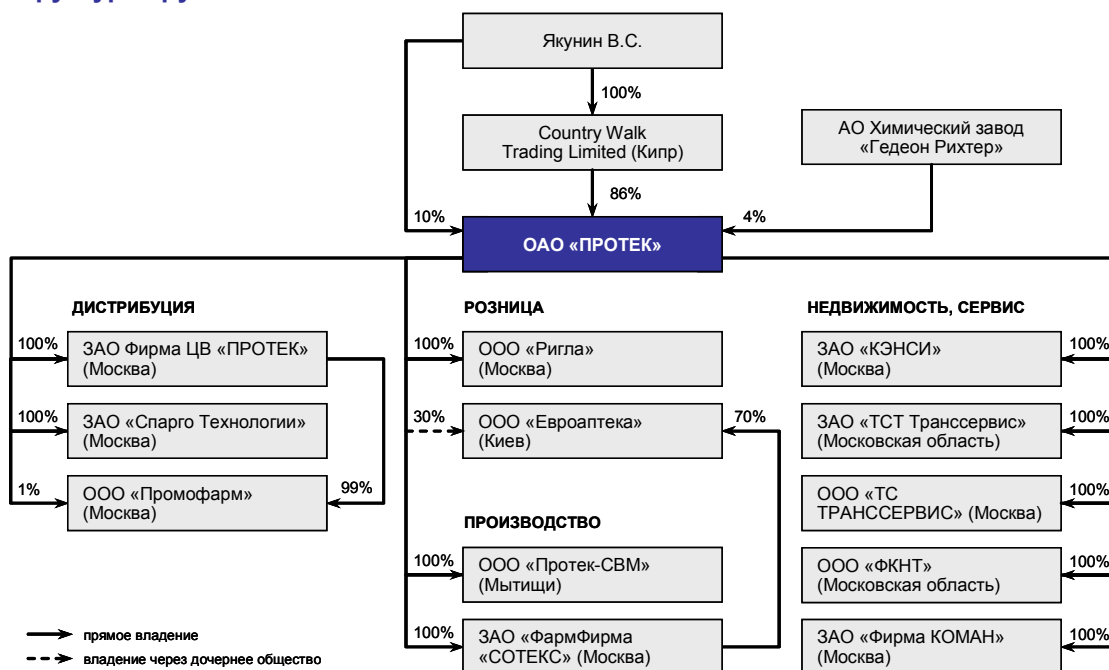 Якунин В.С.
100%
Country Walk
Trading Limited (Кипр)
АО Химический завод
«Гедеон Рихтер»
86%
10%
4%
ОАО «ПРОТЕК»
ДИСТРИБУЦИЯ
100%
ЗАО Фирма ЦВ «ПРОТЕК»
(Москва)
100%
ЗАО «Спарго Технологии»
(Москва)
1%
ООО «Промофарм»
(Москва)
99%
РОЗНИЦА
100%
ООО «Ригла»
(Москва)
30%
ООО «Евроаптека»
(Киев)
70%
ПРОИЗВОДСТВО
100%
ООО «Протек-СВМ»
(Мытищи)
100%
ЗАО «ФармФирма
«СОТЕКС» (Москва)
НЕДВИЖИМОСТЬ, СЕРВИС
ЗАО «КЭНСИ»
(Москва)
100%
ЗАО «ТСТ Транссервис»
(Московская область)
100%
ООО «ТС
ТРАНССЕРВИС» (Москва)
100%
ООО «ФКНТ»
(Московская область)
100%
ЗАО «Фирма КОМАН»
(Москва)
100%
прямое владение
владение через дочернее общество